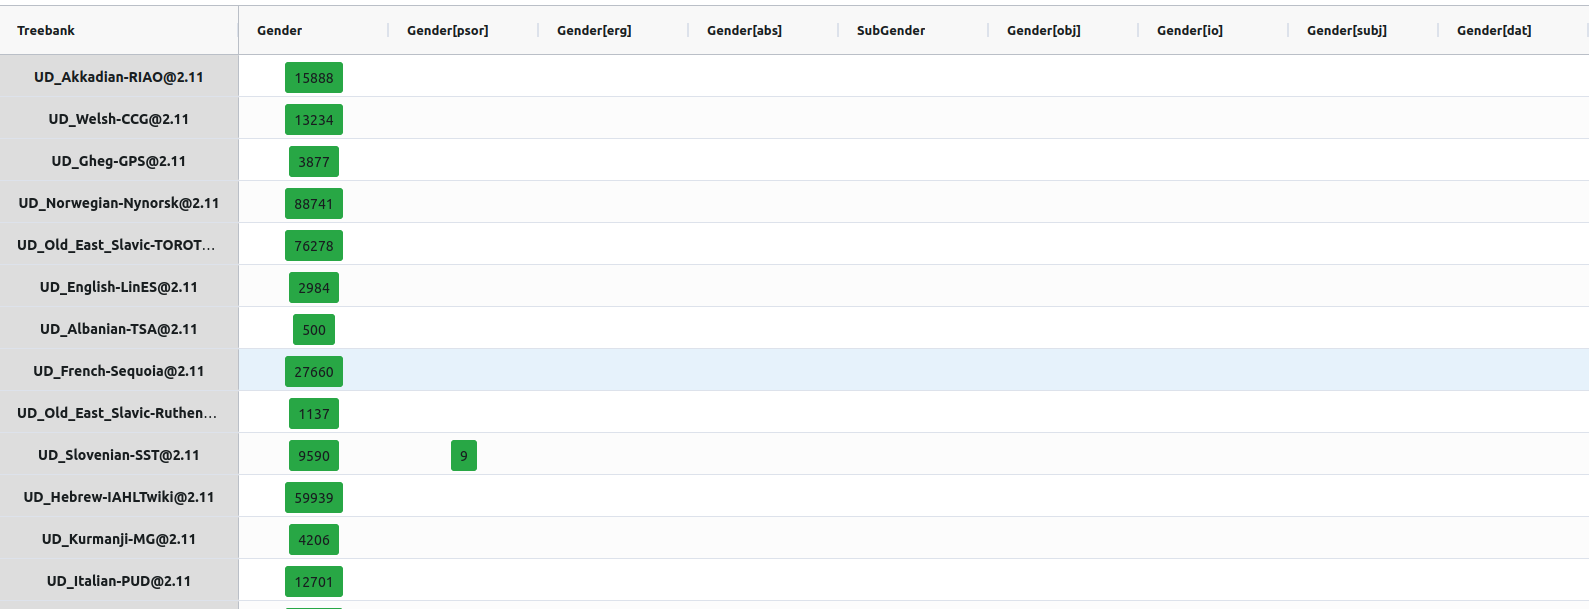 Treebank Gender Gender[psor] Gender[erg] Gender[abs] SubGender Gender[obj] Gender[io] Gender[subj] Gender[dat]
UD_Akkadian-RIAO@2.11 15888
UD_Welsh-CCG@2.11 13234
UD_Gheg-GPS@2.11 3877
UD_Norwegian-Nynorsk@2.11 88741
UD_Old_East_Slavic-TOROT... 76278
UD_English-LinES@2.11 2984
UD_Albanian-TSA@2.11 500
UD_French-Sequoia@2.11 27660
UD_Old_East_Slavic-Ruthen... 1137
UD_Slovenian-SST@2.11 9590 9
UD_Hebrew-IAHLTwiki@2.11 59939
UD_Kurmanji-MG@2.11 4206
UD_Italian-PUD@2.11 12701